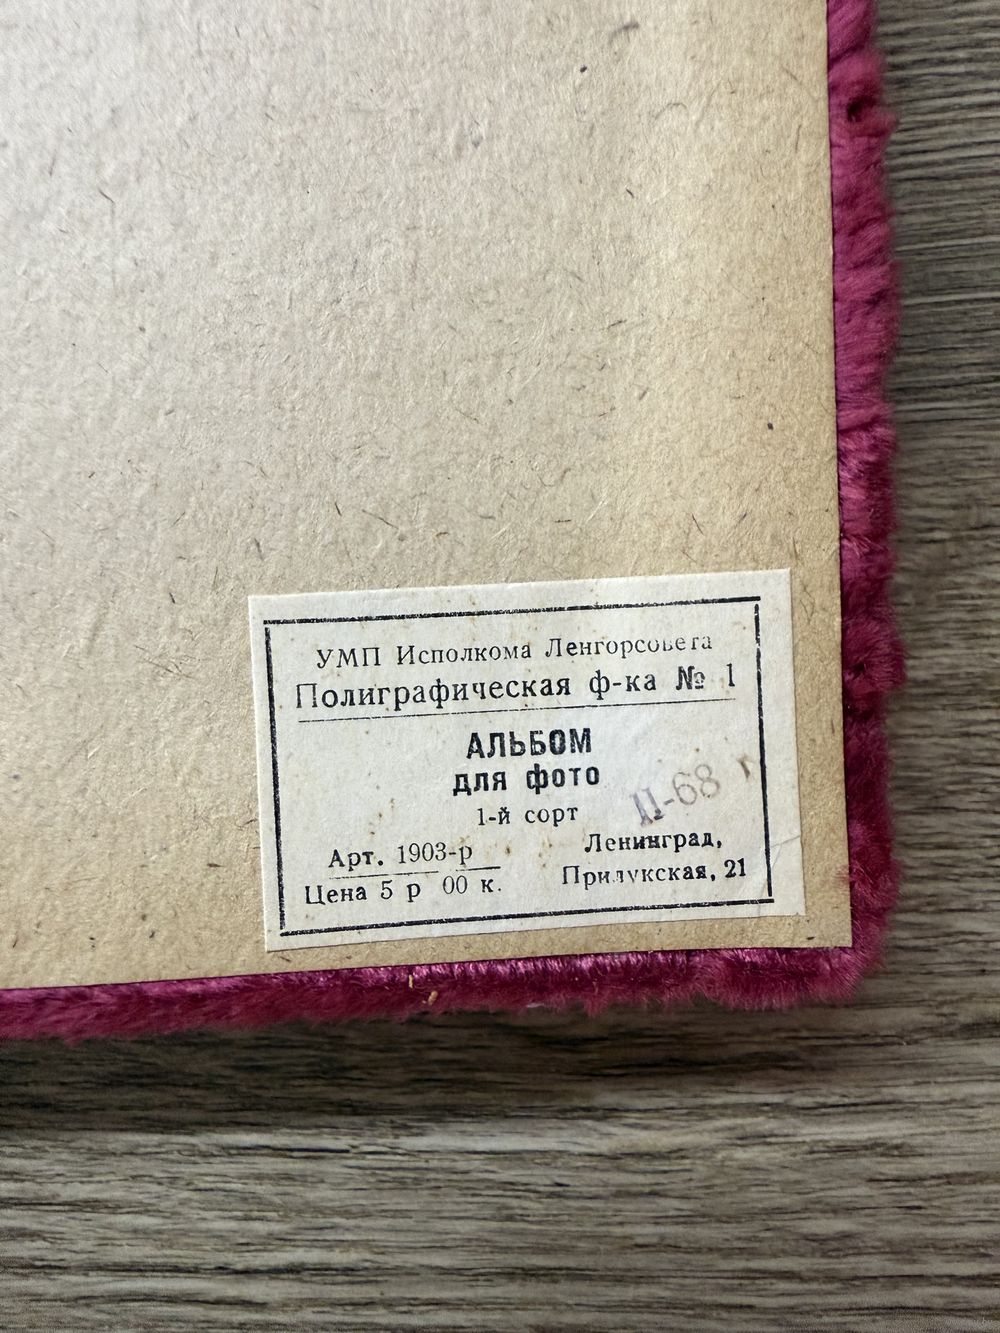 УМП Исполкома Ленгорсовета
Полиграфическая ф-ка № 1
АЛЬБОМ
для фото
1-й сорт
II-68 г
Арт. 1903-р
Цена 5 р 00 к.
Ленинград,
Прилукская, 21